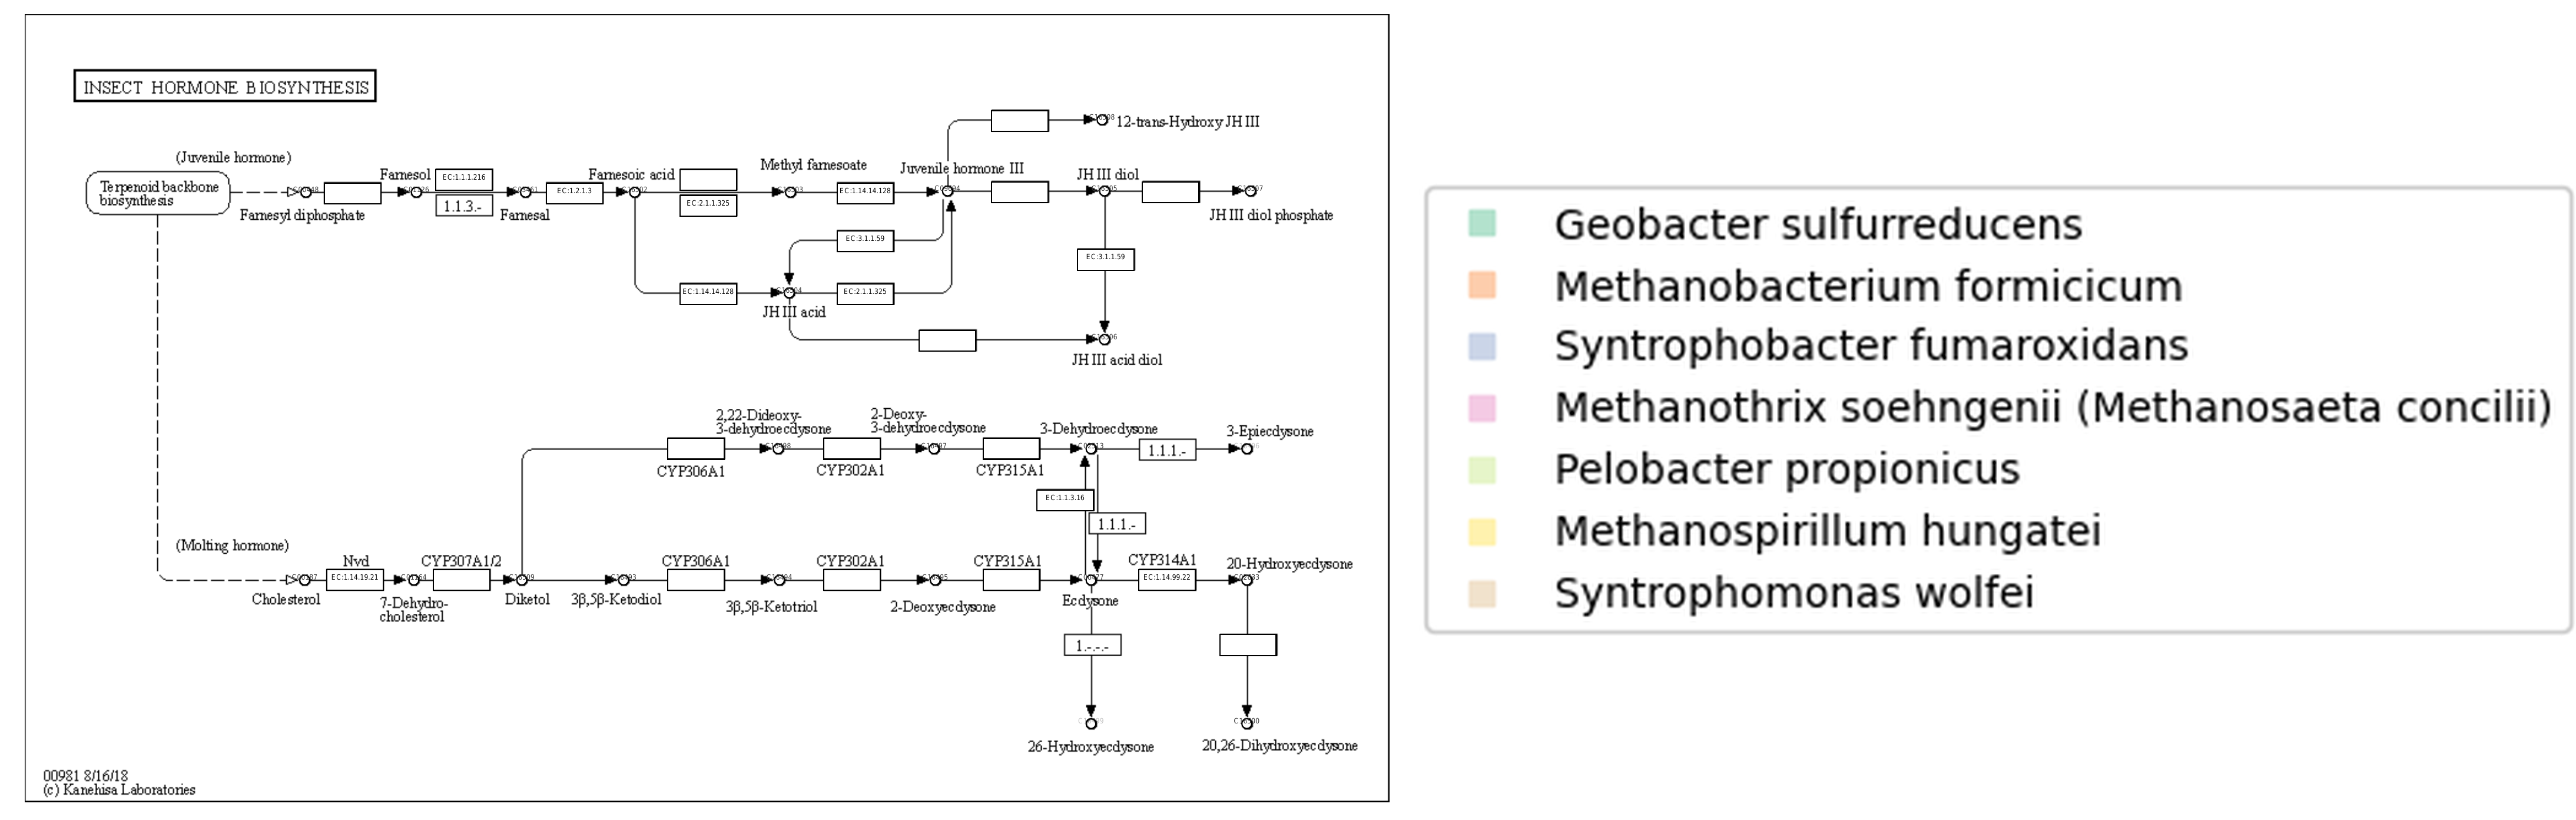 INSECT HORMONE BIOSYNTHESIS
12-trans-Hydroxy JH III
(Juvenile hormone)
Terpenoid backbone
biosynthesis
Farnesyl diphosphate
Farnesol
EC:1.1.1.216
1.1.3.-
Farnesal
EC:1.2.1.3
Farnesoic acid
EC:2.1.1.325
Methyl farnesoate
EC:1.14.14.128
Juvenile hormone III
JH III diol
JH III diol phosphate
EC:3.1.1.59
EC:3.1.1.59
EC:1.14.14.128
JH III acid
EC:2.1.1.325
JH III acid diol
2,22-Dideoxy-
3-dehydroecdysone
2-Deoxy-
3-dehydroecdysone
3-Dehydroecdysone
1.1.1.-
3-Epiecdysone
CYP306A1
CYP302A1
CYP315A1
EC:1.1.3.16
1.1.1.-
(Molting hormone)
Cholesterol
Nvd
EC:1.14.19.21
7-Dehydro-
cholesterol
CYP307A1/2
Diketol
3β,5β-Ketodiol
CYP306A1
3β,5β-Ketotriol
CYP302A1
2-Deoxyecdysone
CYP315A1
Ecdysone
CYP314A1
EC:1.14.99.22
20-Hydroxyecdysone
1.-.-.-
26-Hydroxyecdysone
20,26-Dihydroxyecdysone
00981 8/16/18
(c) Kanehisa Laboratories
Geobacter sulfurreducens
Methanobacterium formicicum
Syntrophobacter fumaroxidans
Methanothrix soehngenii (Methanosaeta concilii)
Pelobacter propionicus
Methanospirillum hungatei
Syntrophomonas wolfei